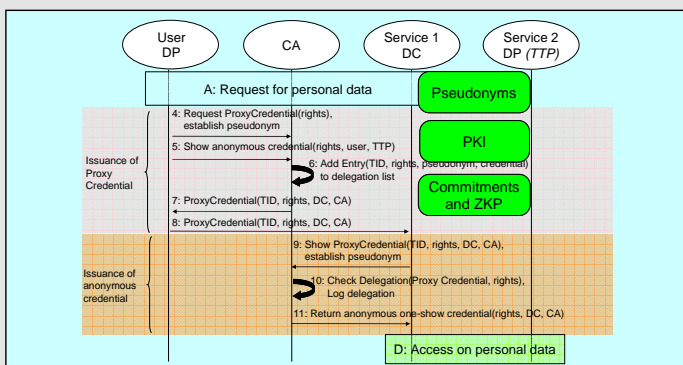 User
DP
CA
Service 1
DC
Service 2
DP (TTP)
A: Request for personal data
Pseudonyms
4: Request ProxyCredential(rights),
establish pseudonym
PKI
5: Show anonymous credential(rights, user, TTP)
Issuance of
Proxy
Credential
6: Add Entry(TID, rights, pseudonym, credential)
to delegation list
Commitments
and ZKP
7: ProxyCredential(TID, rights, DC, CA)
8: ProxyCredential(TID, rights, DC, CA)
9: Show ProxyCredential(TID, rights, DC, CA),
establish pseudonym
Issuance of
anonymous
credential
10: Check Delegation(Proxy Credential, rights),
Log delegation
11: Return anonymous one-show credential(rights, DC, CA)
D: Access on personal data